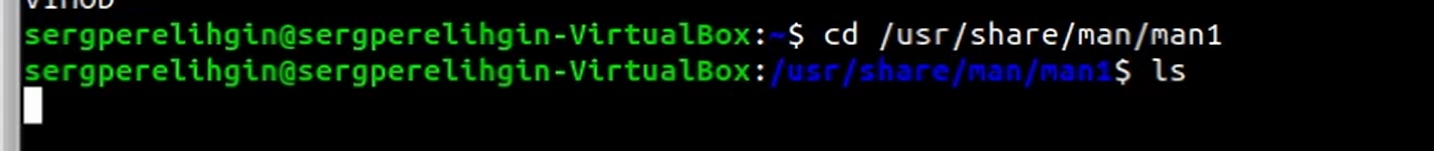 sergperelihgin@sergperelihgin-VirtualBox:~$ cd /usr/share/man/man1
sergperelihgin@sergperelihgin-VirtualBox:/usr/share/man/man1$ ls